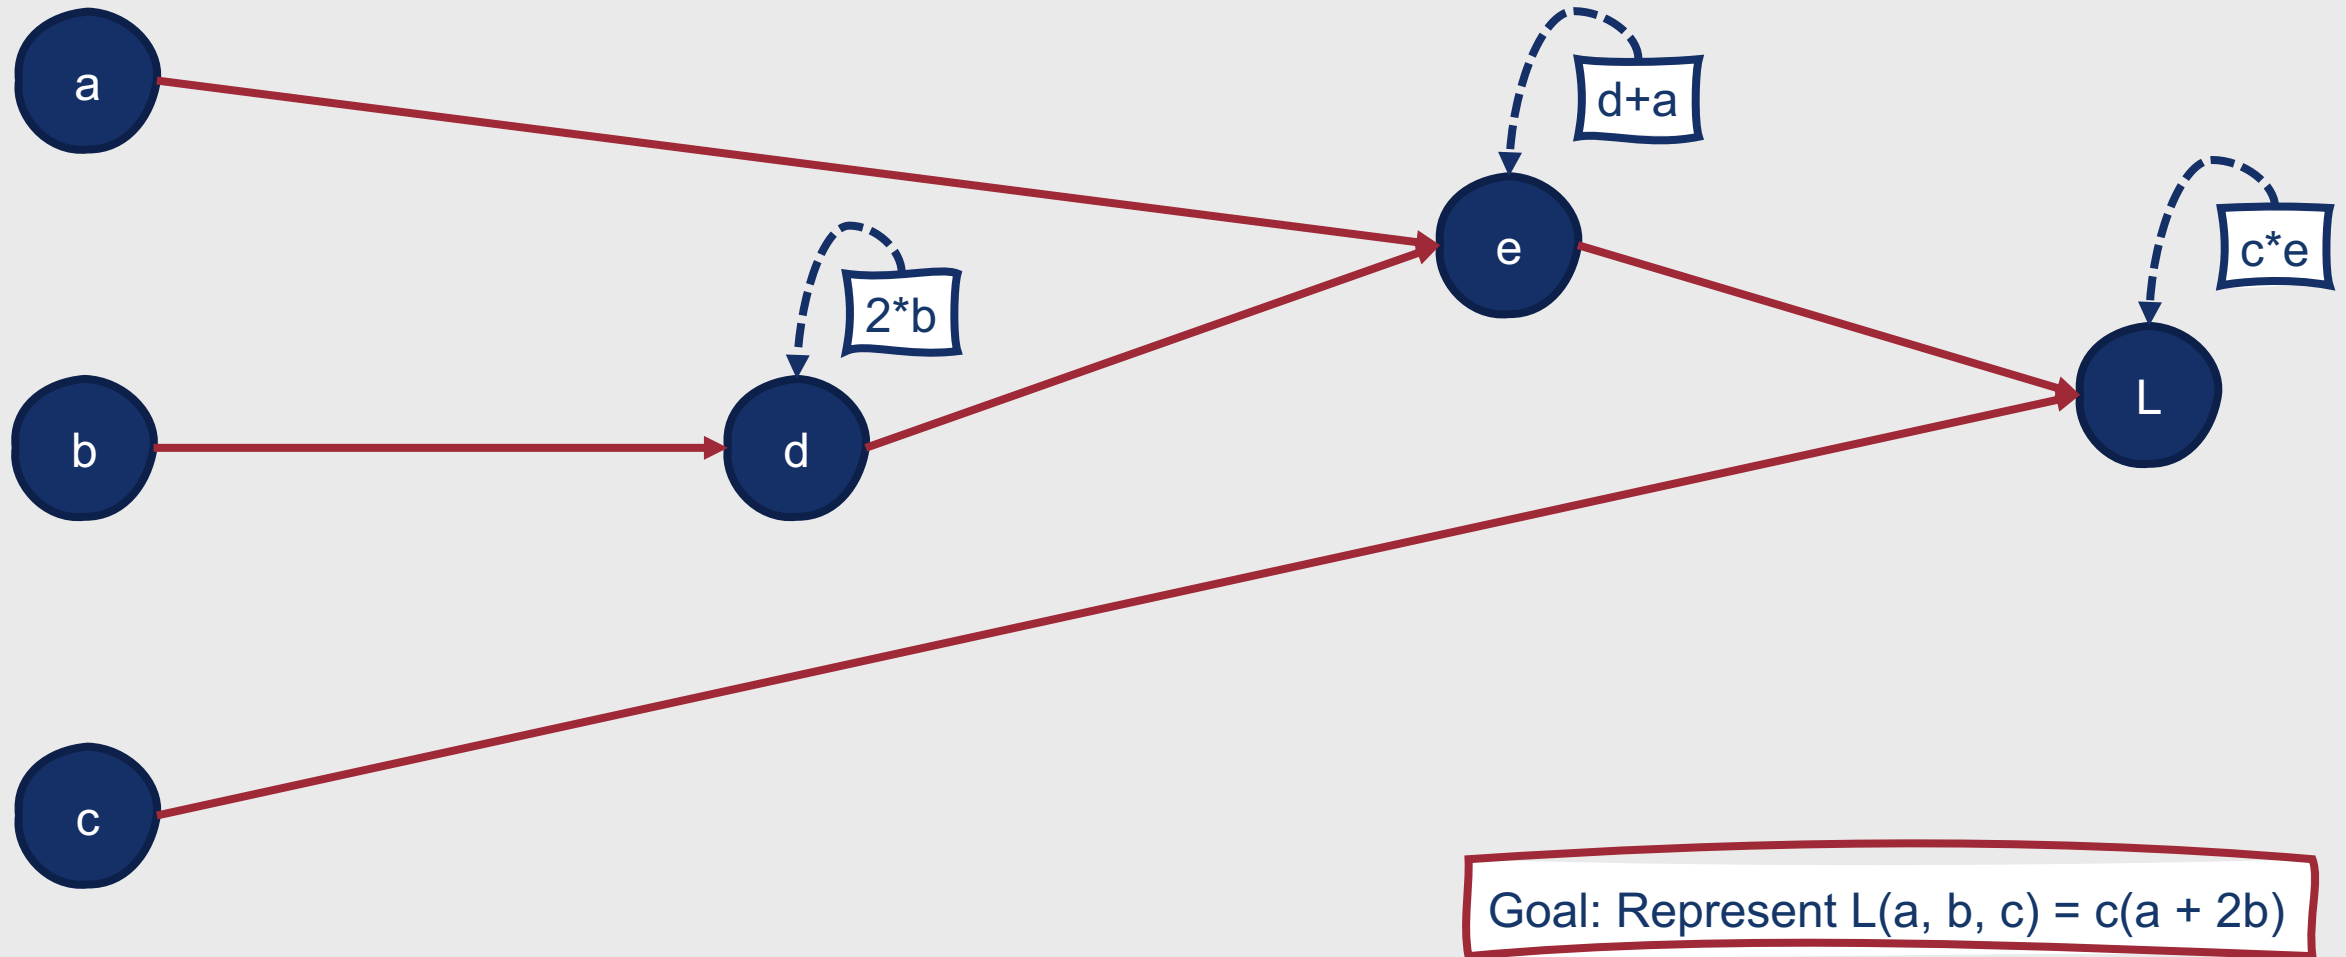 a
d+a
e
c*e
2*b
L
b
d
c
Goal: Represent L(a, b, c) = c(a + 2b)